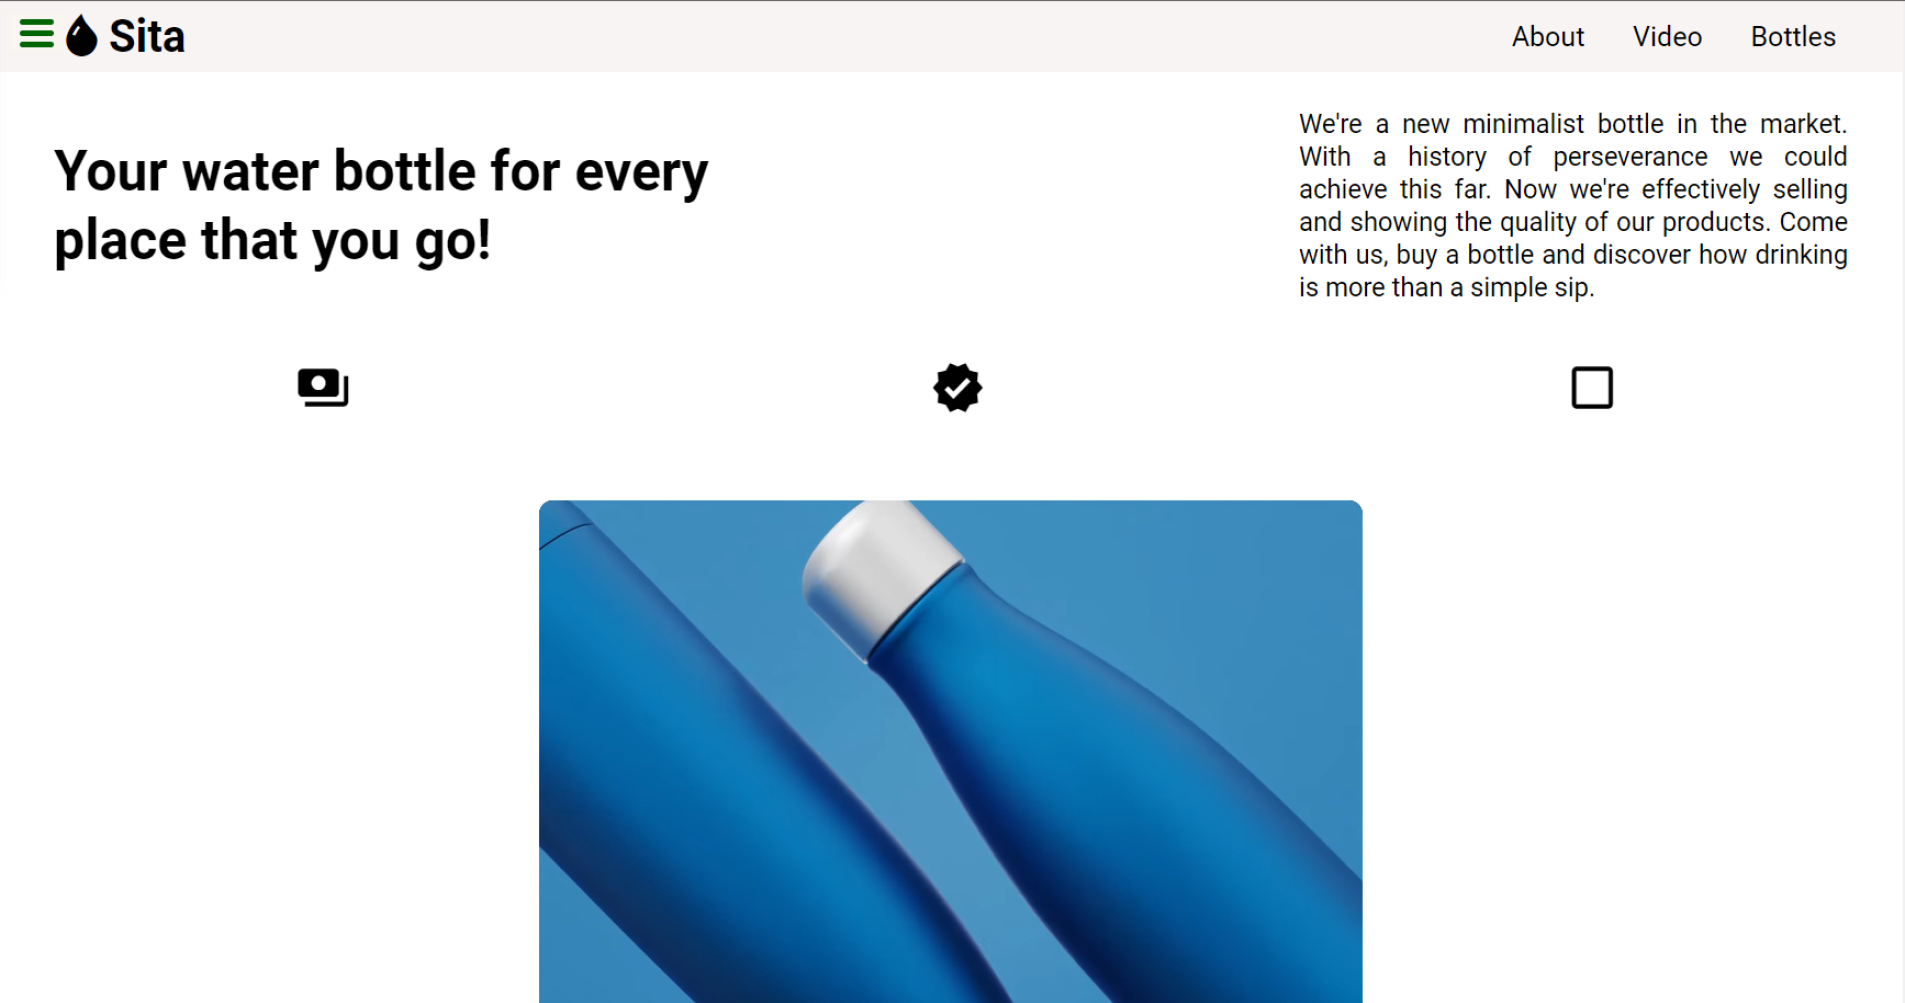 Sita
About Video Bottles
Your water bottle for every
place that you go!
We're a new minimalist bottle in the market.
With a history of perseverance we could
achieve this far. Now we're effectively selling
and showing the quality of our products. Come
with us, buy a bottle and discover how drinking
is more than a simple sip.